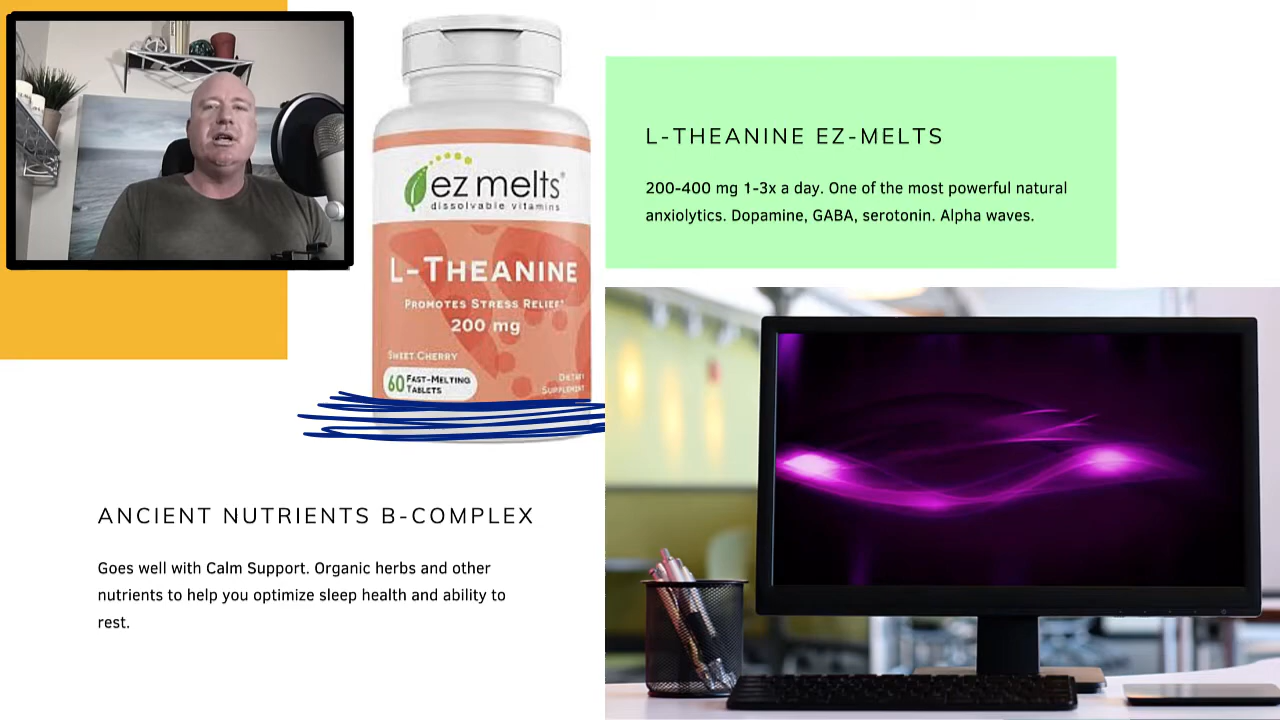 ez melts®
dissolvable vitamins
L-THEANINE
PROMOTES STRESS RELIEF*
200 mg
SWEET CHERRY
60 FAST-MELTING
TABLETS
DIETARY
SUPPLEMENT
L-THEANINE EZ-MELTS
200-400 mg 1-3x a day. One of the most powerful natural
anxiolytics. Dopamine, GABA, serotonin. Alpha waves.
ANCIENT NUTRIENTS B-COMPLEX
Goes well with Calm Support. Organic herbs and other
nutrients to help you optimize sleep health and ability to
rest.